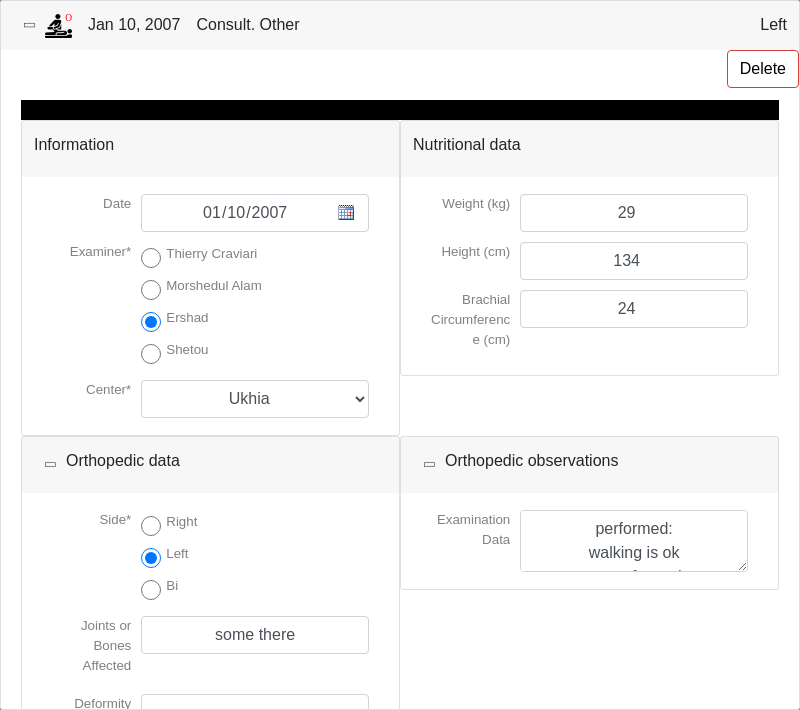 O
Jan 10, 2007 Consult. Other Left
Delete
Information
Date 01/10/2007
Examiner*
Thierry Craviari
Morshedul Alam
Ershad
Shetou
Center* Ukhia
Nutritional data
Weight (kg) 29
Height (cm) 134
Brachial 24
Circumferenc
e (cm)
Orthopedic data
Side*
Right
Left
Bi
Joints or some there
Bones
Affected
Deformity
Orthopedic observations
Examination
Data
performed:
walking is ok